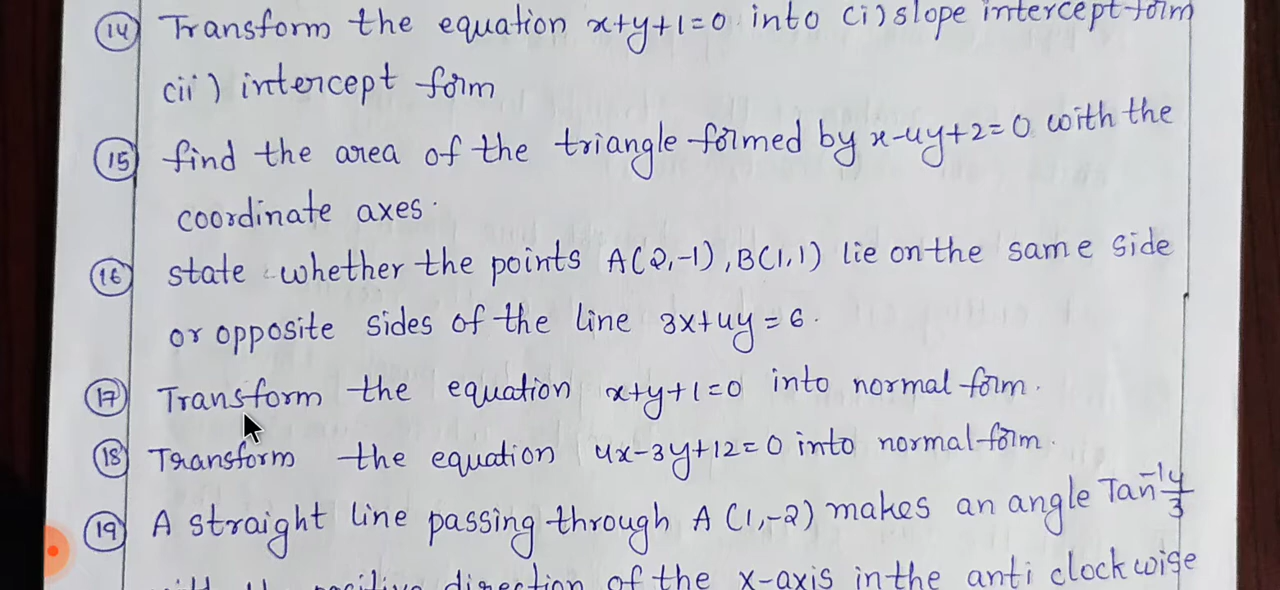 (14) Transform the equation x+y+1=0 into (i) slope intercept form
(ii) intercept form
(15) find the area of the triangle formed by x-4y+2=0 with the
coordinate axes.
(16) state whether the points A(2,-1), B(1,1) lie on the same side
or opposite sides of the line 3x+4y=6.
(17) Transform the equation x+y+1=0 into normal form.
(18) Transform the equation 4x-3y+12=0 into normal-form.
(19) A straight line passing through A (1,-2) makes an angle Tan⁻¹ 4/3
positive direction of the x-axis in the anti clockwise